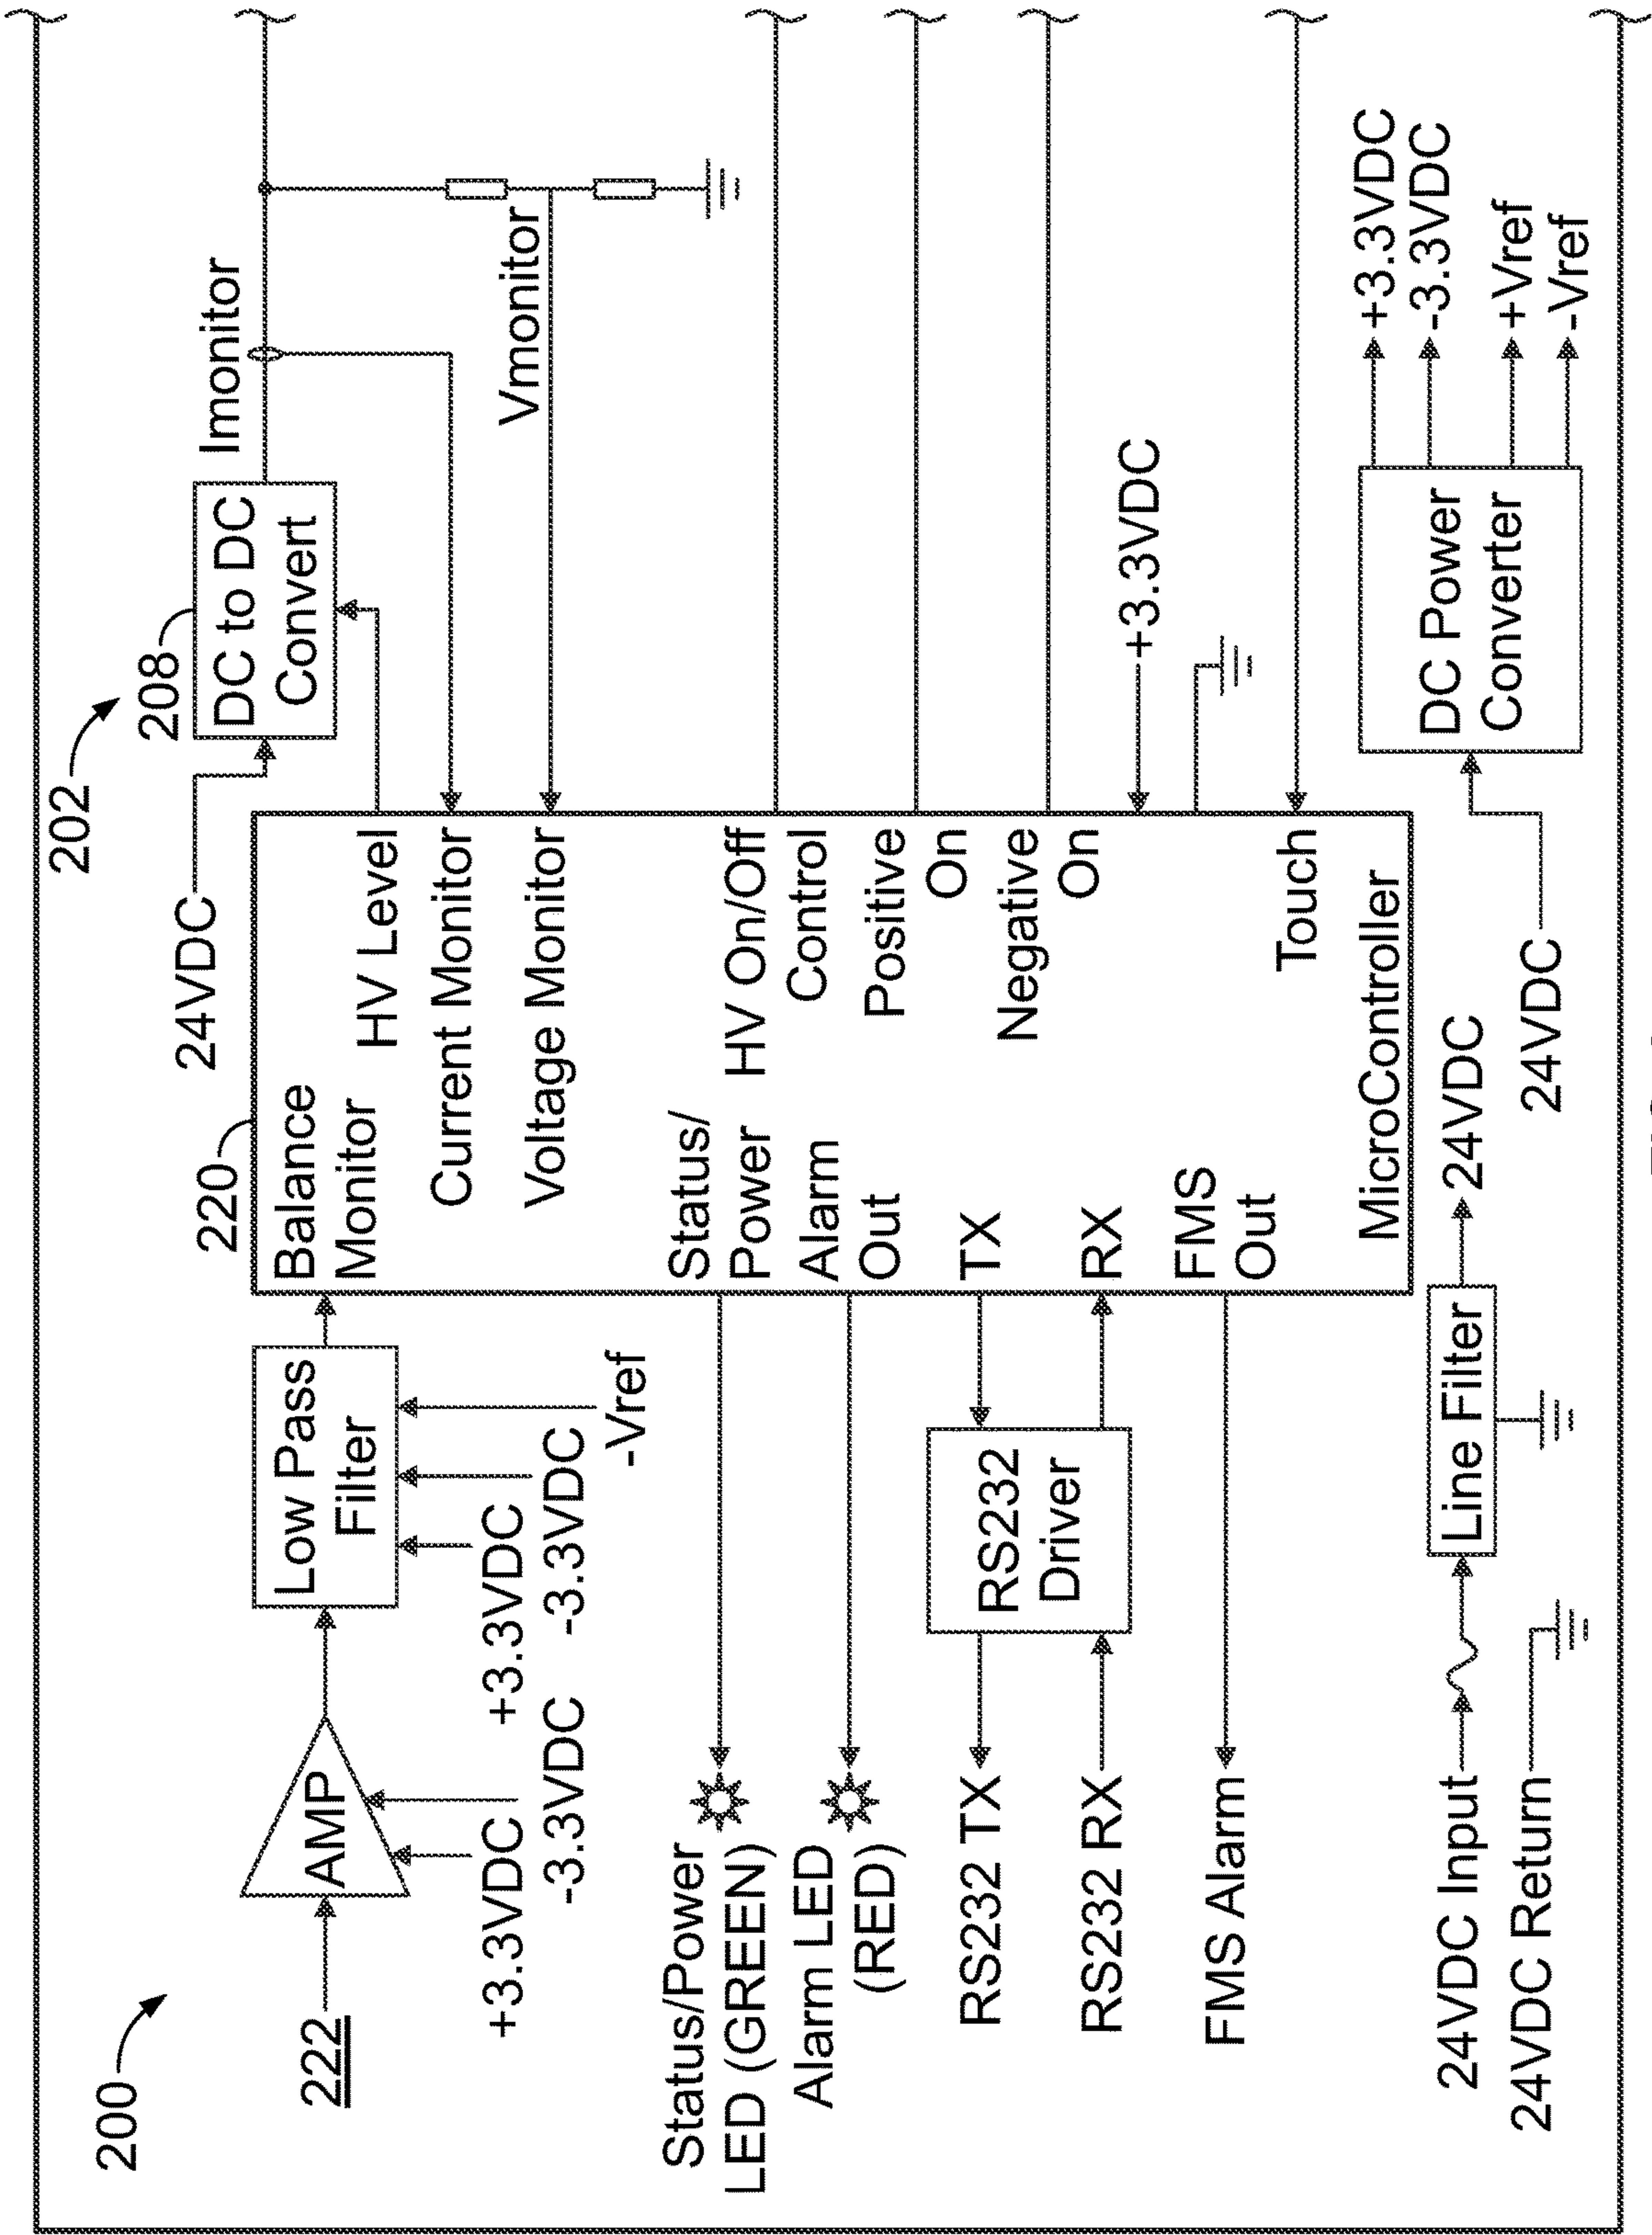 200
202
222
AMP
+3.3VDC
-3.3VDC
Low Pass
Filter
+3.3VDC
-3.3VDC
-Vref
220
24VDC
208
DC to DC
Convert
Imonitor
Vmonitor
Balance
Monitor
HV Level
Current Monitor
Voltage Monitor
Status/
Power
Alarm
Out
TX
RX
FMS
Out
HV On/Off
Control
Positive
On
Negative
On
Touch
MicroController
+3.3VDC
Status/Power
LED (GREEN)
Alarm LED
(RED)
RS232 TX
RS232 RX
RS232
Driver
FMS Alarm
24VDC Input
24VDC Return
Line Filter
24VDC
24VDC
DC Power
Converter
+3.3VDC
-3.3VDC
+Vref
-Vref